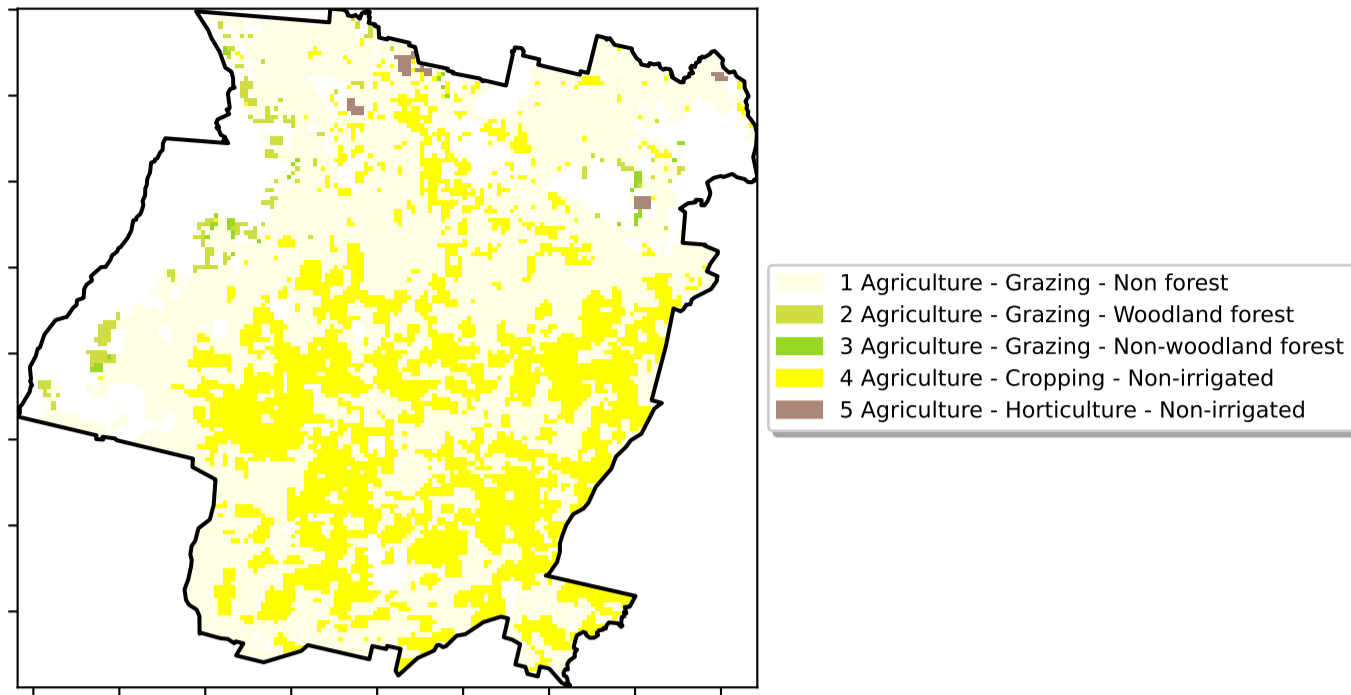 1 Agriculture - Grazing - Non forest
2 Agriculture - Grazing - Woodland forest
3 Agriculture - Grazing - Non-woodland forest
4 Agriculture - Cropping - Non-irrigated
5 Agriculture - Horticulture - Non-irrigated